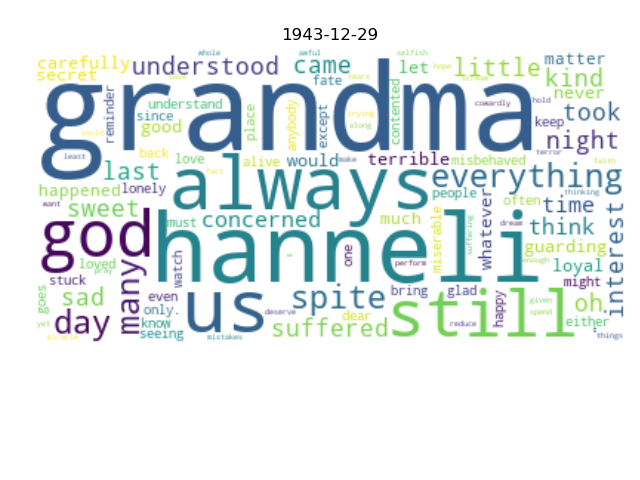 1943-12-29
whole awful selfish
carefully understood came let little matter
secret fate kind
grandma
reminder understand contented never
since good place anybody except cowardly hold took
crying along keep night
least back love alive would make terrible misbehaved faith
last always everything
happened lonely fact people thinking
want sweet must concerned much often time
god hanneli whatever dream think
miserable suffering guarding
loved pray many watch one perform enough loyal interest
stuck might
goes sad even us spite bring glad given oh
day only. deserve happy spend
yet know suffered dear still reduce either
seeing mistakes things
miracle
tears hope scream terror could